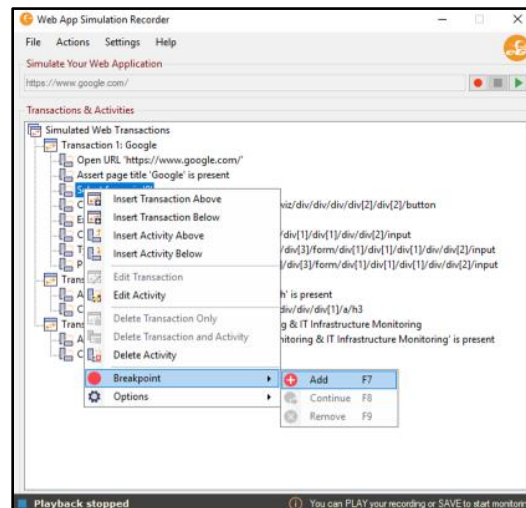 Web App Simulation Recorder
File Actions Settings Help
Simulate Your Web Application
https://www.google.com/
Transactions & Activities
Simulated Web Transactions
Transaction 1: Google
Open URL 'https://www.google.com/'
Assert page title 'Google' is present
Insert Transaction Above
C wiz/div/div/div/div[2]/div[2]/button
Insert Transaction Below
E
Insert Activity Above
C /div[1]/div[1]/div/div[2]/input
Insert Activity Below
T div[3]/form/div[1]/div[1]/div[1]/div/div[2]/input
P ]/div[3]/form/div[1]/div[1]/div[1]/div/div[2]/input
Trans
Edit Transaction
A h' is present
Edit Activity
C div/div/div[1]/a/h3
Trans g & IT Infrastructure Monitoring
Delete Transaction Only
A nitoring & IT Infrastructure Monitoring' is present
Delete Transaction and Activity
C
Delete Activity
Breakpoint
Add F7
Options
Continue F8
Remove F9
Playback stopped
You can PLAY your recording or SAVE to start monitorin